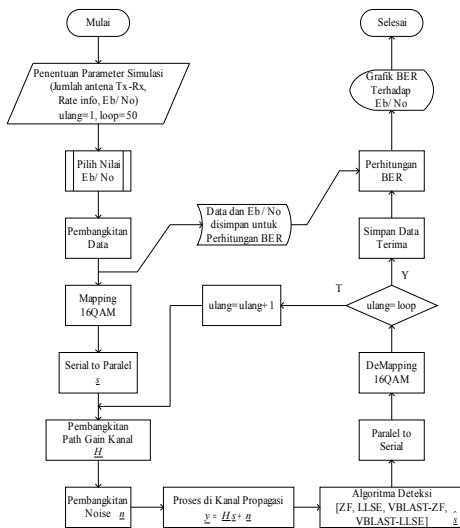 Mulai
Penentuan Parameter Simulasi
(Jumlah antena Tx-Rx,
Rate info, Eb/ No)
ulang=1, loop=50
Pilih Nilai
Eb/ No
Pembangkitan
Data
Mapping
16QAM
Serial to Paralel
s
Pembangkitan
Path Gain Kanal
H
Pembangkitan
Noise n
Proses di Kanal Propagasi
y = Hs+ n
Algoritma Deteksi
[ZF, LLSE, VBLAST-ZF,
VBLAST-LLSE]
ŝ
Paralel to
Serial
DeMapping
16QAM
ulang= loop
T
Y
ulang=ulang+ 1
Simpan Data
Terima
Data dan Eb/ No
disimpan untuk
Perhitungan BER
Perhitungan
BER
Grafik BER
Terhadap
Eb/ No
Selesai